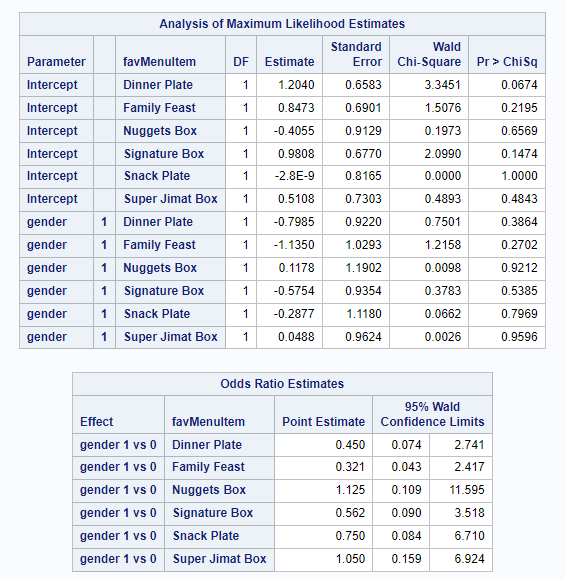 Analysis of Maximum Likelihood Estimates
Parameter favMenuItem DF Estimate Standard Error Wald Chi-Square Pr > ChiSq
Intercept Dinner Plate 1 1.2040 0.6583 3.3451 0.0674
Intercept Family Feast 1 0.8473 0.6901 1.5076 0.2195
Intercept Nuggets Box 1 -0.4055 0.9129 0.1973 0.6569
Intercept Signature Box 1 0.9808 0.6770 2.0990 0.1474
Intercept Snack Plate 1 -2.8E-9 0.8165 0.0000 1.0000
Intercept Super Jimat Box 1 0.5108 0.7303 0.4893 0.4843
gender 1 Dinner Plate 1 -0.7985 0.9220 0.7501 0.3864
gender 1 Family Feast 1 -1.1350 1.0293 1.2158 0.2702
gender 1 Nuggets Box 1 0.1178 1.1902 0.0098 0.9212
gender 1 Signature Box 1 -0.5754 0.9354 0.3783 0.5385
gender 1 Snack Plate 1 -0.2877 1.1180 0.0662 0.7969
gender 1 Super Jimat Box 1 0.0488 0.9624 0.0026 0.9596
Odds Ratio Estimates
Effect favMenuItem Point Estimate 95% Wald Confidence Limits
gender 1 vs 0 Dinner Plate 0.450 0.074 2.741
gender 1 vs 0 Family Feast 0.321 0.043 2.417
gender 1 vs 0 Nuggets Box 1.125 0.109 11.595
gender 1 vs 0 Signature Box 0.562 0.090 3.518
gender 1 vs 0 Snack Plate 0.750 0.084 6.710
gender 1 vs 0 Super Jimat Box 1.050 0.159 6.924